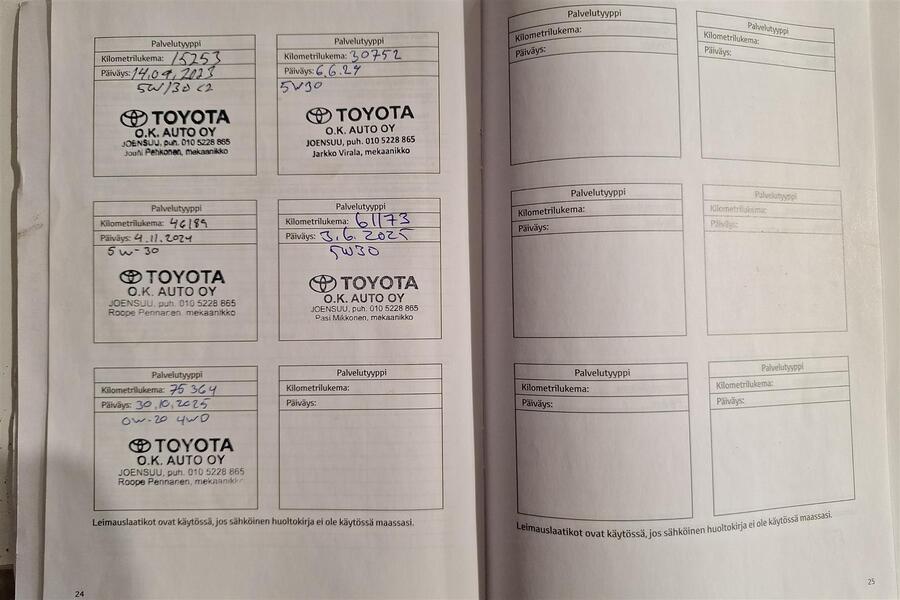 Palvelutyyppi
Kilometrilukema: 15253
Päiväys: 14.09.2023
5W/30 C2
TOYOTA
O.K. AUTO OY
JOENSUU, puh. 010 5228 865
Jouni Pehkonen, mekaanikko
Palvelutyyppi
Kilometrilukema: 30752
Päiväys: 6.6.24
5W30
TOYOTA
O.K. AUTO OY
JOENSUU, puh. 010 5228 865
Jarkko Virala, mekaanikko
Palvelutyyppi
Kilometrilukema: 46189
Päiväys: 4.11.2024
5W-30
TOYOTA
O.K. AUTO OY
JOENSUU, puh. 010 5228 865
Roope Pennanen, mekaanikko
Palvelutyyppi
Kilometrilukema: 61173
Päiväys: 3.6.2025
5W30
TOYOTA
O.K. AUTO OY
JOENSUU, puh. 010 5228 865
Pasi Mikkonen, mekaanikko
Palvelutyyppi
Kilometrilukema: 75364
Päiväys: 30.10.2025
0W-20 4WD
TOYOTA
O.K. AUTO OY
JOENSUU, puh. 010 5228 865
Roope Pennanen, mekaanikko
Palvelutyyppi
Kilometrilukema:
Päiväys:
Leimauslaatikot ovat käytössä, jos sähköinen huoltokirja ei ole käytössä maassasi.
24
Palvelutyyppi
Kilometrilukema:
Päiväys:
Palvelutyyppi
Kilometrilukema:
Päiväys:
Palvelutyyppi
Kilometrilukema:
Päiväys:
Palvelutyyppi
Kilometrilukema:
Päiväys:
Palvelutyyppi
Kilometrilukema:
Päiväys:
Palvelutyyppi
Kilometrilukema:
Päiväys:
Leimauslaatikot ovat käytössä, jos sähköinen huoltokirja ei ole käytössä maassasi.
25